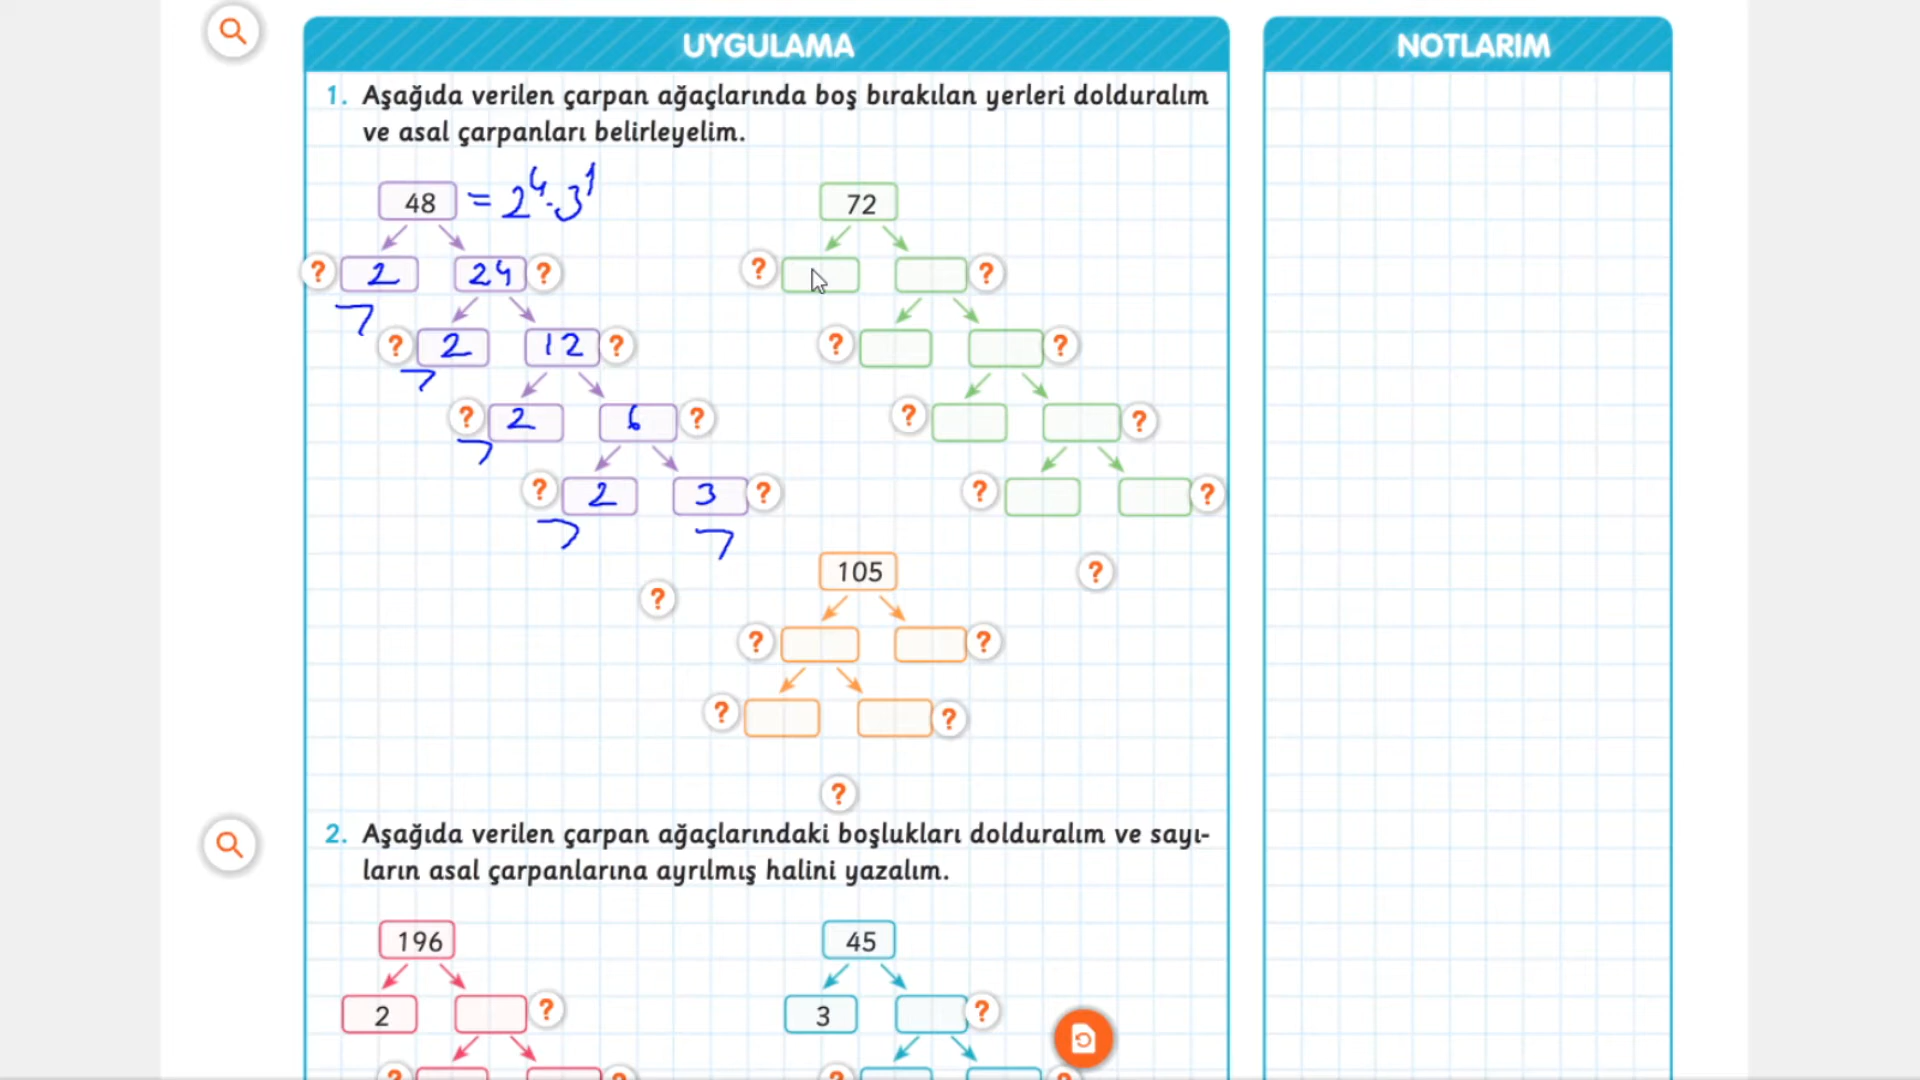 UYGULAMA
NOTLARIM
1. Aşağıda verilen çarpan ağaçlarında boş bırakılan yerleri dolduralım
ve asal çarpanları belirleyelim.
48 = 2⁴·3¹
72
? 2 24 ?
? ?
? 2 12 ?
? ?
? 2 6 ?
? ?
? 2 3 ?
? ?
105
?
?
? ?
? ?
?
2. Aşağıda verilen çarpan ağaçlarındaki boşlukları dolduralım ve sayı-
ların asal çarpanlarına ayrılmış halini yazalım.
196
45
2 ?
3 ?
? ?
? ?